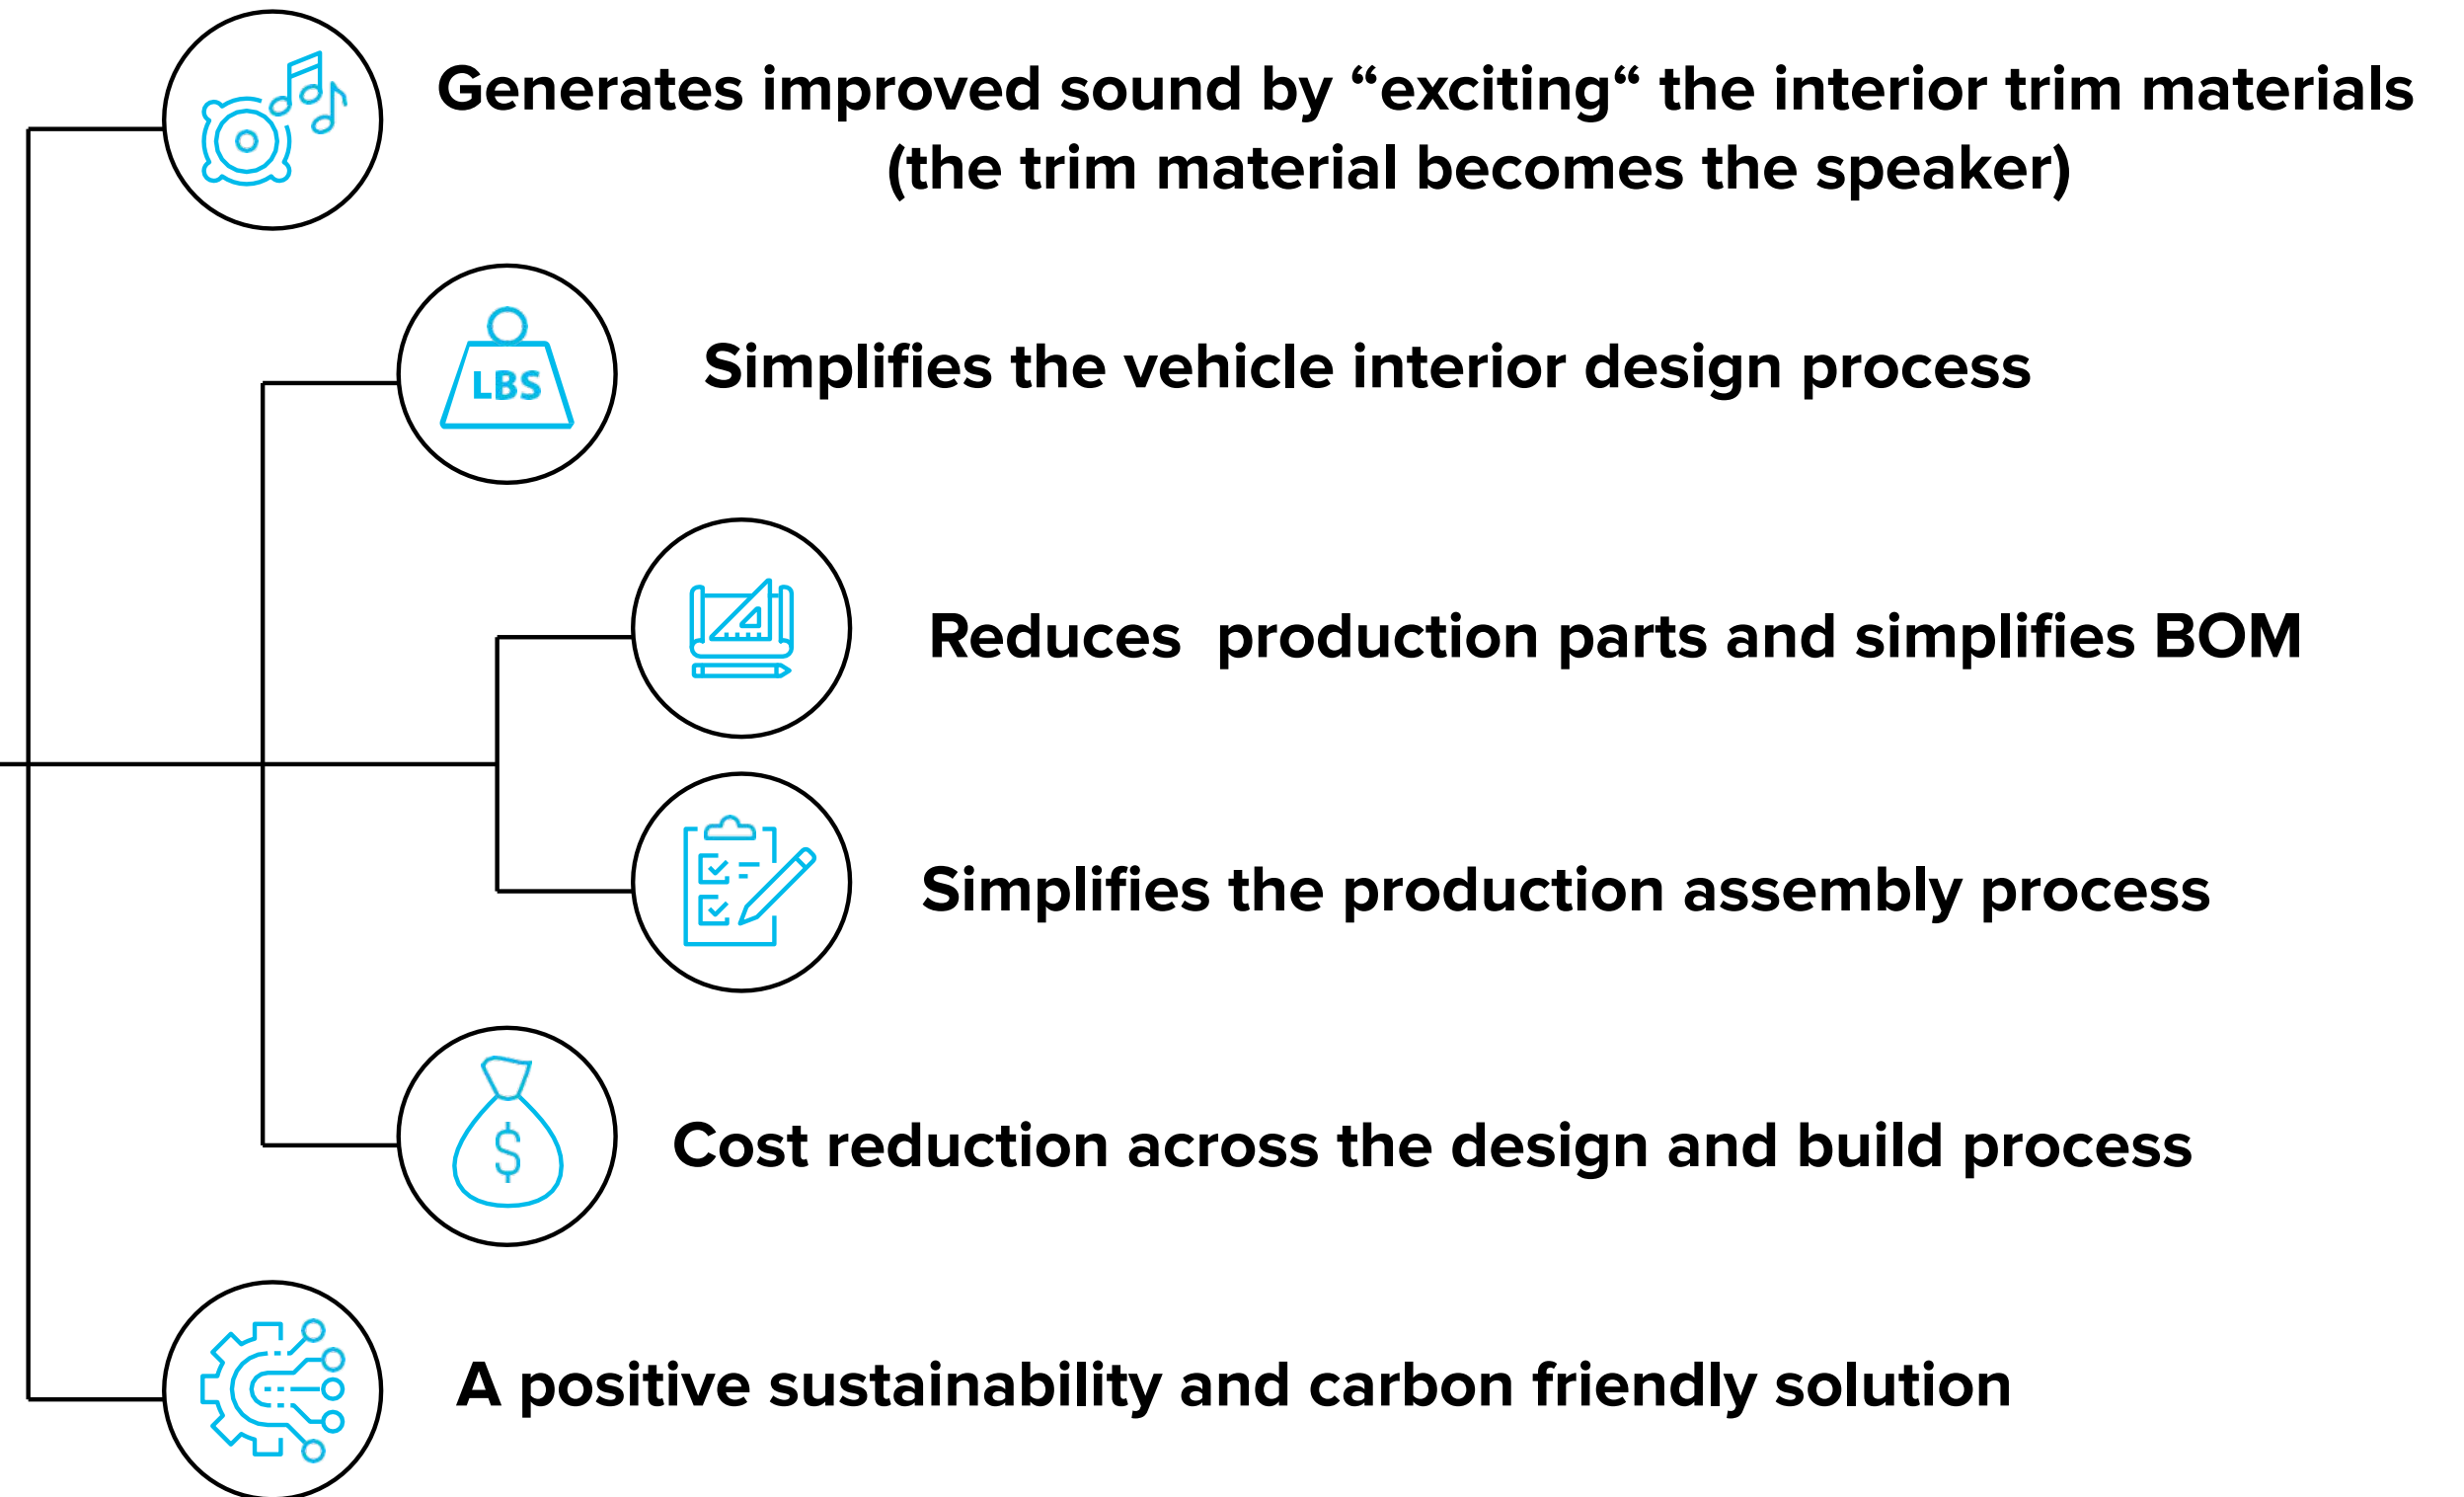 Generates improved sound by “exciting“ the interior trim materials
(the trim material becomes the speaker)
LBS
Simplifies the vehicle interior design process
Reduces production parts and simplifies BOM
Simplifies the production assembly process
$
Cost reduction across the design and build process
A positive sustainability and carbon friendly solution